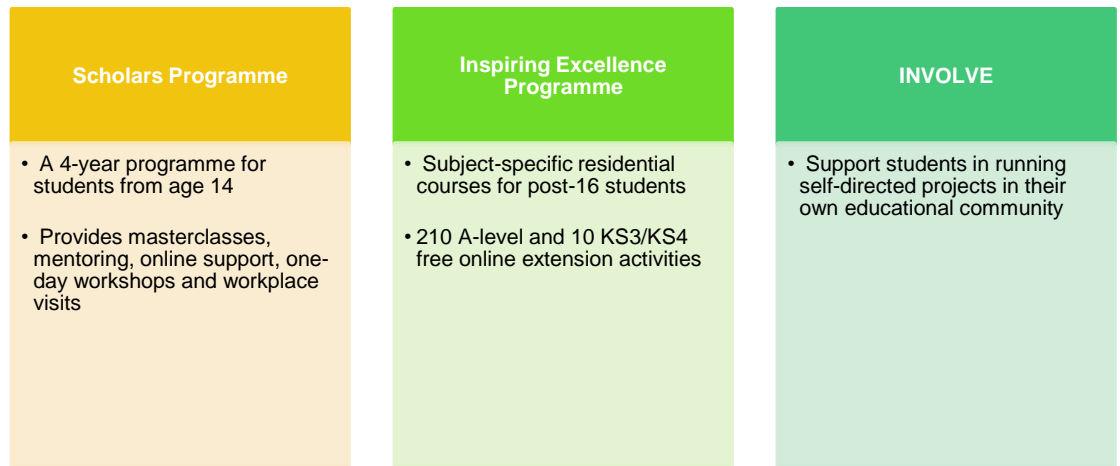 Scholars Programme
• A 4-year programme for
students from age 14
• Provides masterclasses,
mentoring, online support, one-
day workshops and workplace
visits
Inspiring Excellence
Programme
• Subject-specific residential
courses for post-16 students
• 210 A-level and 10 KS3/KS4
free online extension activities
INVOLVE
• Support students in running
self-directed projects in their
own educational community